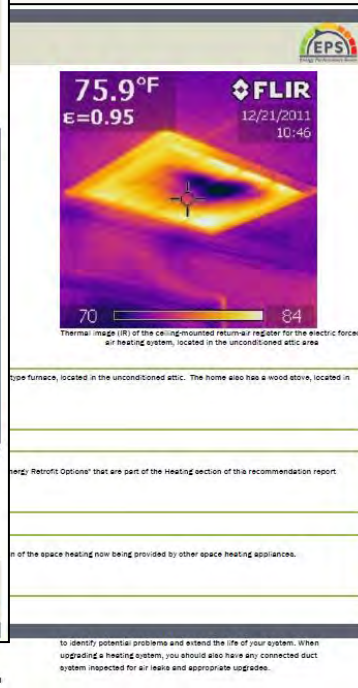 EPS
Energy Performance Score
75.9°F
ε=0.95
FLIR
12/21/2011
10:46
70
84
Thermal image (IR) of the ceiling-mounted return-air register for the electric forced
air heating system, located in the unconditioned attic area
type furnace, located in the unconditioned attic. The home also has a wood stove, located in
nergy Retrofit Options" that are part of the Heating section of this recommendation report
n of the space heating now being provided by other space heating appliances.
to identify potential problems and extend the life of your system. When
upgrading a heating system, you should also have any connected duct
system inspected for air leaks and appropriate upgrades.